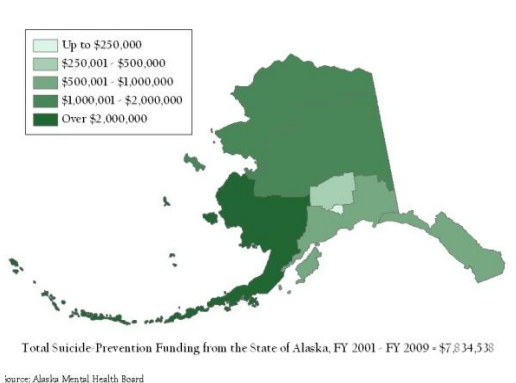 Up to $250,000
$250,001 - $500,000
$500,001 - $1,000,000
$1,000,001 - $2,000,000
Over $2,000,000
Total Suicide-Prevention Funding from the State of Alaska, FY 2001 - FY 2009 = $7,834,538
Source: Alaska Mental Health Board